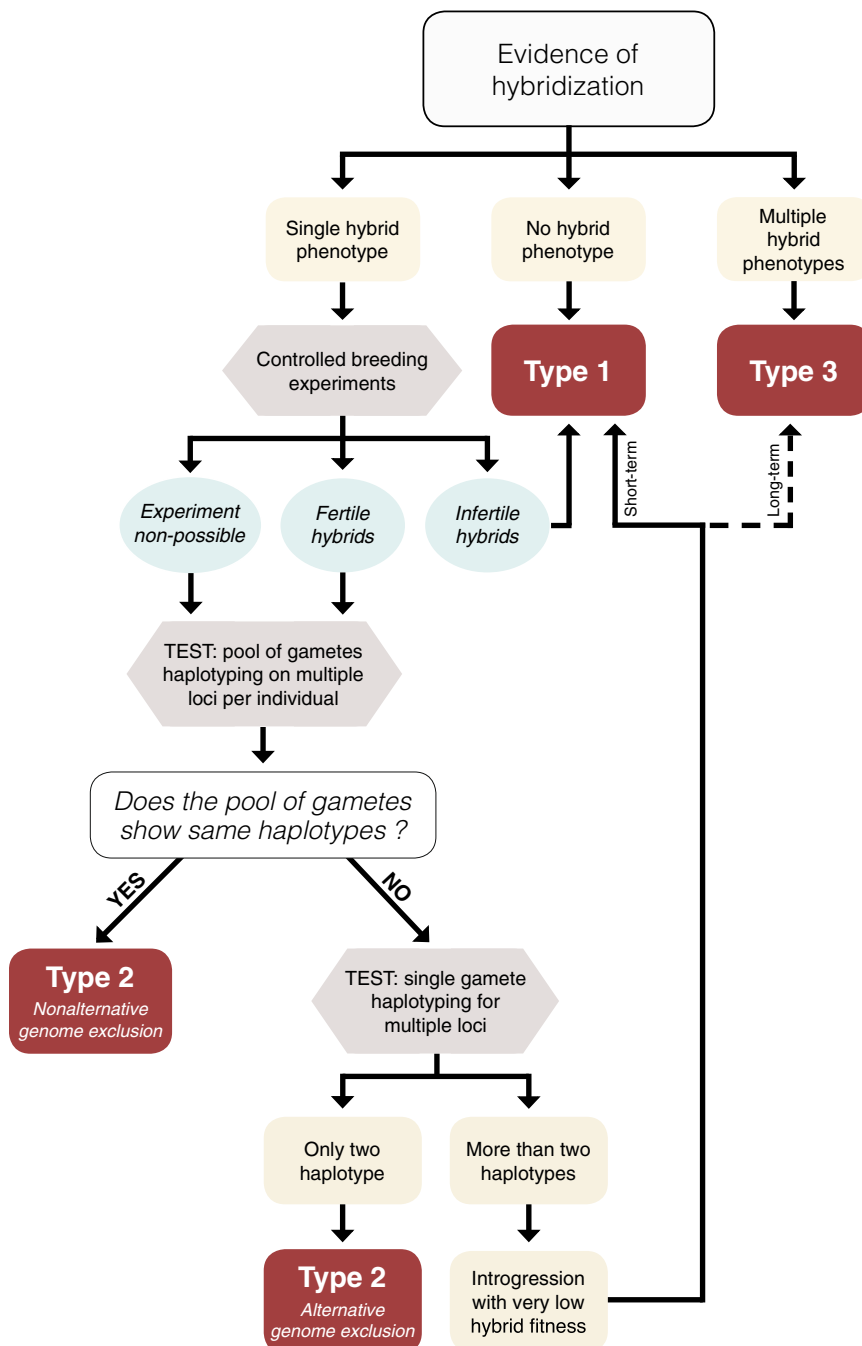 Evidence of
hybridization
Single hybrid
phenotype
No hybrid
phenotype
Multiple
hybrid
phenotypes
Controlled breeding
experiments
Type 1
Type 3
Short-term
Long-term
Experiment
non-possible
Fertile
hybrids
Infertile
hybrids
TEST: pool of gametes
haplotyping on multiple
loci per individual
Does the pool of gametes
show same haplotypes ?
YES
NO
Type 2
Nonalternative
genome exclusion
TEST: single gamete
haplotyping for
multiple loci
Only two
haplotype
More than two
haplotypes
Type 2
Alternative
genome exclusion
Introgression
with very low
hybrid fitness